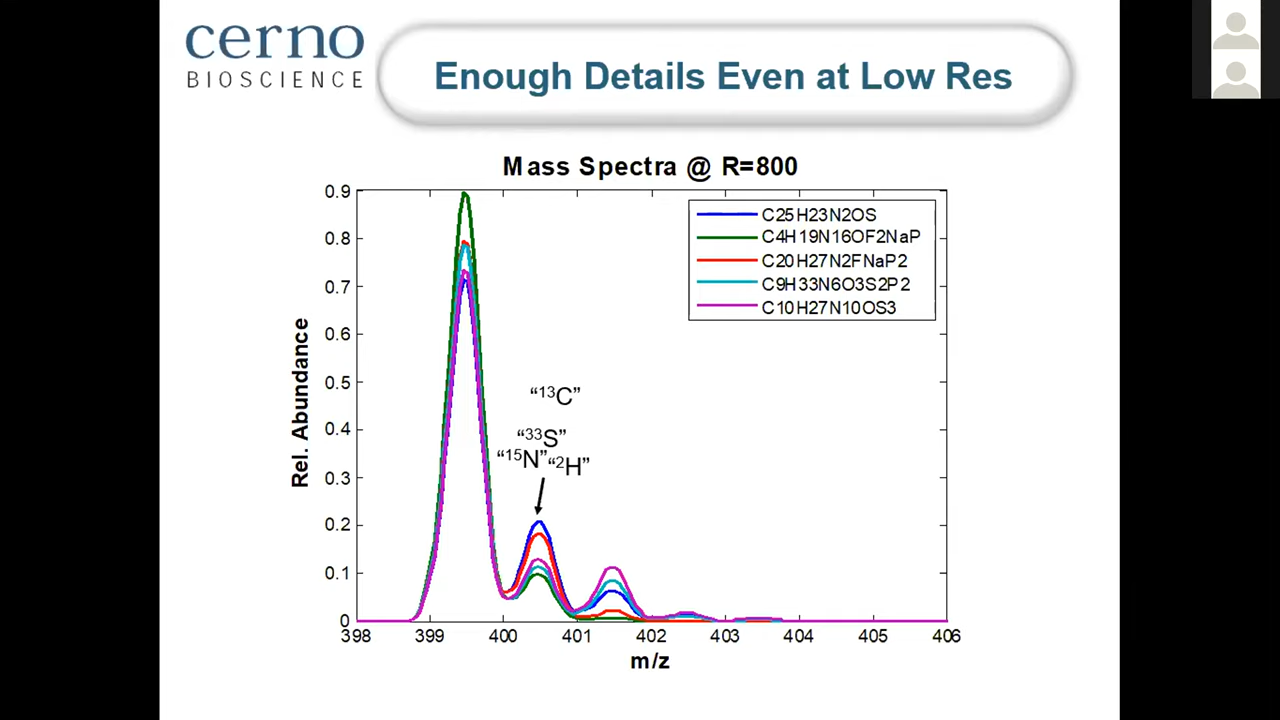 cerno
BIOSCIENCE
Enough Details Even at Low Res
Mass Spectra @ R=800
0.9
0.8
0.7
0.6
0.5
0.4
0.3
0.2
0.1
0
Rel. Abundance
C25H23N2OS
C4H19N16OF2NaP
C20H27N2FNaP2
C9H33N6O3S2P2
C10H27N10OS3
“¹³C”
“³³S”
“¹⁵N” “²H”
398 399 400 401 402 403 404 405 406
m/z